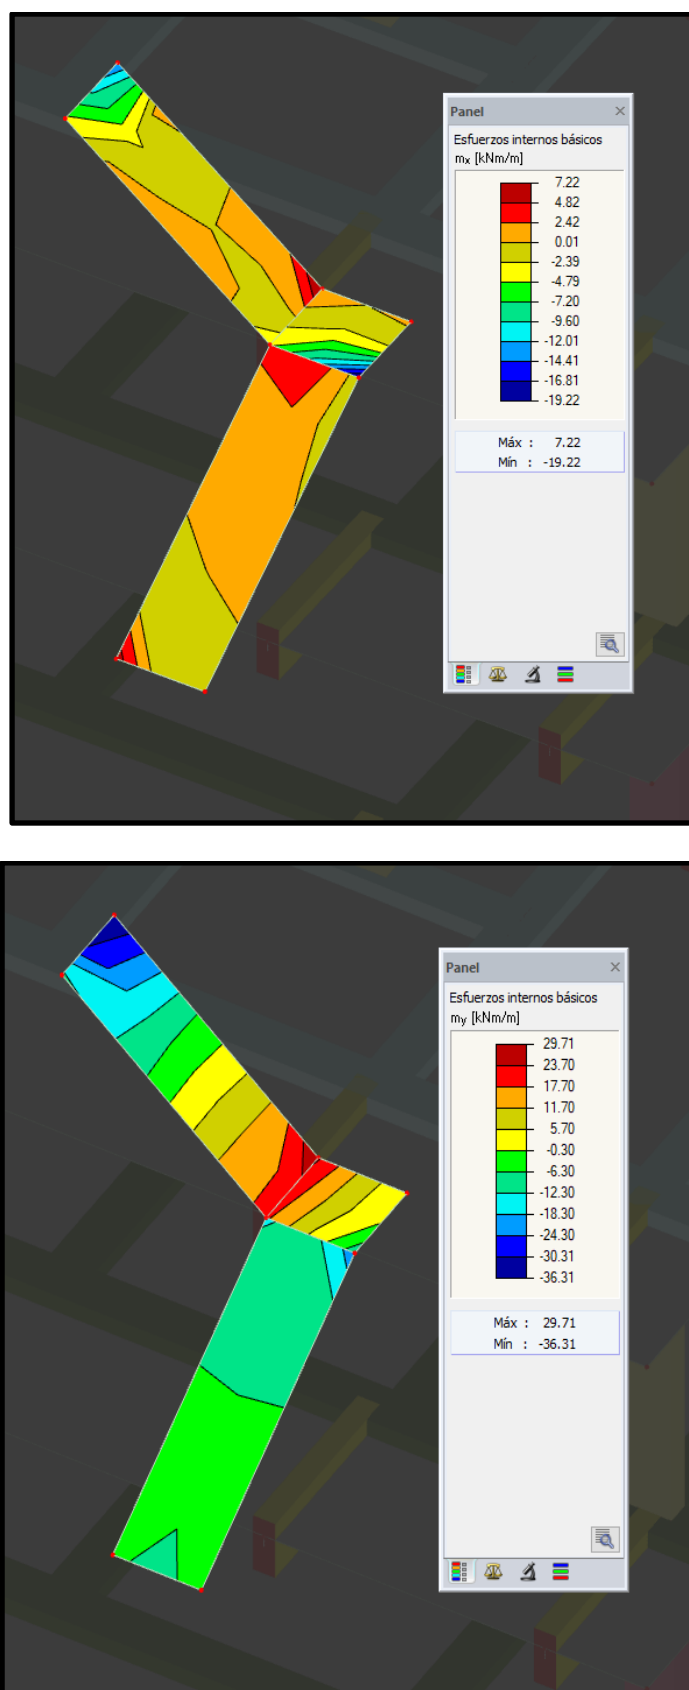 Panel
Esfuerzos internos básicos
mx [kNm/m]
7.22
4.82
2.42
0.01
-2.39
-4.79
-7.20
-9.60
-12.01
-14.41
-16.81
-19.22
Máx : 7.22
Mín : -19.22
Panel
Esfuerzos internos básicos
my [kNm/m]
29.71
23.70
17.70
11.70
5.70
-0.30
-6.30
-12.30
-18.30
-24.30
-30.31
-36.31
Máx : 29.71
Mín : -36.31